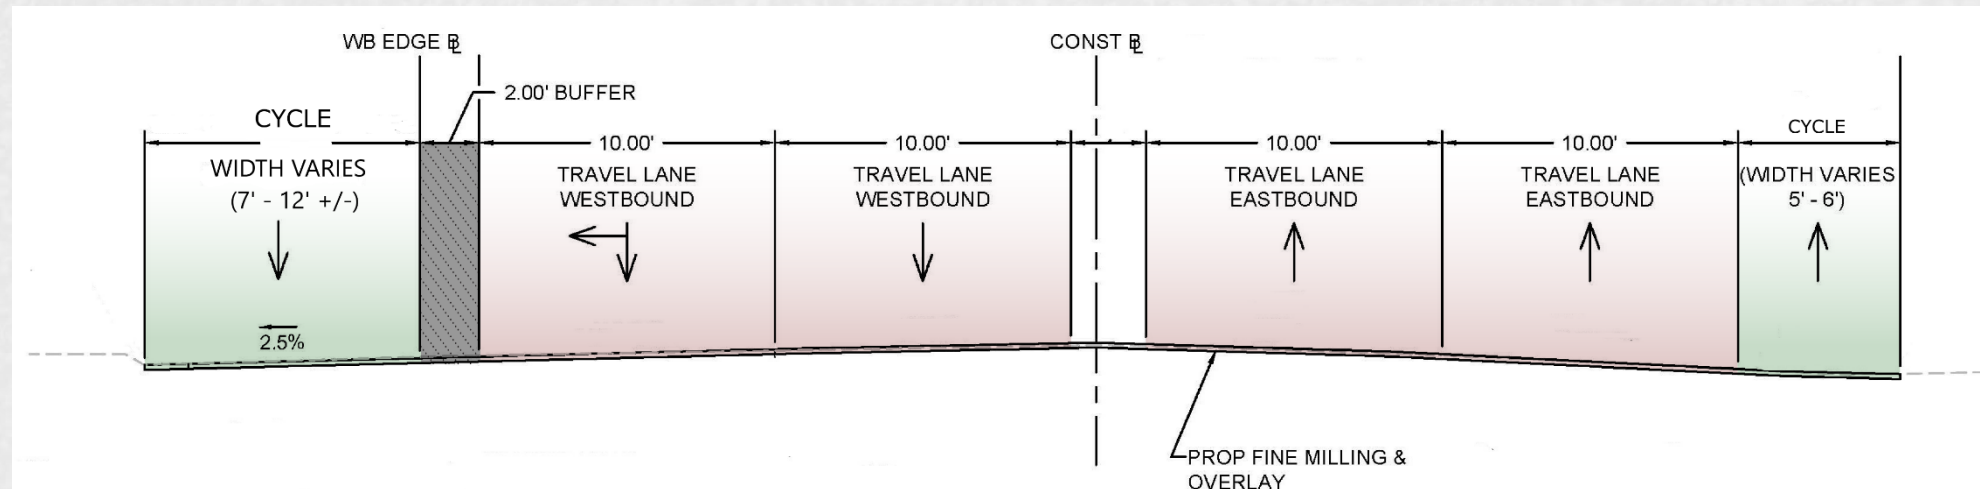 WB EDGE BL
CONST BL
2.00' BUFFER
CYCLE
10.00'
10.00'
10.00'
10.00'
CYCLE
WIDTH VARIES
(7' - 12' +/-)
TRAVEL LANE
WESTBOUND
TRAVEL LANE
WESTBOUND
TRAVEL LANE
EASTBOUND
TRAVEL LANE
EASTBOUND
(WIDTH VARIES
5' - 6')
2.5%
PROP FINE MILLING &
OVERLAY